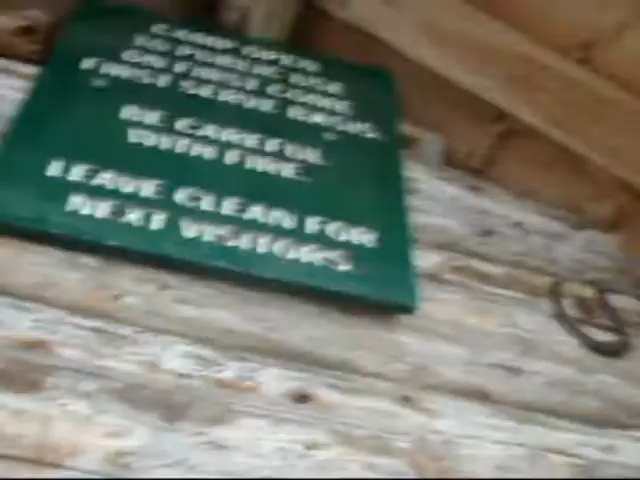 CAMP OPEN
TO PUBLIC USE
ON FIRST COME
FIRST SERVE BASIS.
BE CAREFUL
WITH FIRE.
LEAVE CLEAN FOR
NEXT VISITORS